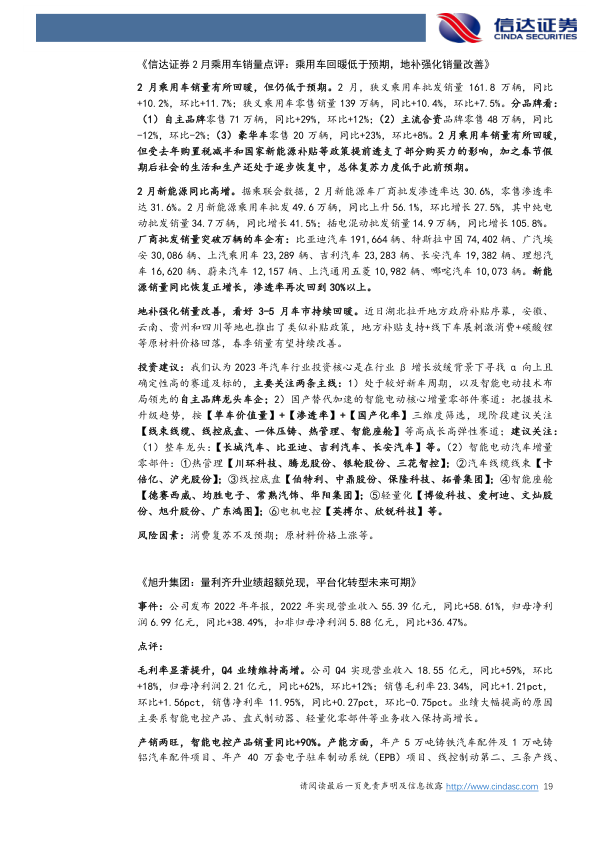 信达证券
CINDA SECURITIES
《信达证券2月乘用车销量点评：乘用车回暖低于预期，地补强化销量改善》
2月乘用车销量有所回暖，但仍低于预期。2月，狭义乘用车批发销量 161.8 万辆，同比
+10.2%，环比+11.7%；狭义乘用车零售销量 139 万辆，同比+10.4%，环比+7.5%。分品牌看：
（1）自主品牌零售 71 万辆，同比+29%，环比+12%；（2）主流合资品牌零售 48 万辆，同比
-12%，环比-2%；（3）豪华车零售 20 万辆，同比+23%，环比+8%。2月乘用车销量有所回暖，
但受去年购置税减半和国家新能源补贴等政策提前透支了部分购买力的影响，加之春节假
期后社会的生活和生产还处于逐步恢复中，总体复苏力度低于此前预期。
2月新能源同比高增。据乘联会数据，2月新能源车厂商批发渗透率达 30.6%，零售渗透率
达 31.6%。2月新能源乘用车批发 49.6 万辆，同比上升 56.1%，环比增长 27.5%，其中纯电
动批发销量 34.7 万辆，同比增长 41.5%；插电混动批发销量 14.9 万辆，同比增长 105.8%。
厂商批发销量突破万辆的车企有：比亚迪汽车 191,664 辆、特斯拉中国 74,402 辆、广汽埃
安 30,086 辆、上汽乘用车 23,289 辆、吉利汽车 23,283 辆、长安汽车 19,382 辆、理想汽
车 16,620 辆、蔚来汽车 12,157 辆、上汽通用五菱 10,982 辆、哪吒汽车 10,073 辆。新能
源销量同比恢复正增长，渗透率再次回到 30%以上。
地补强化销量改善，看好 3-5 月车市持续回暖。近日湖北拉开地方政府补贴序幕，安徽、
云南、贵州和四川等地也推出了类似补贴政策，地方补贴支持+线下车展刺激消费+碳酸锂
等原材料价格回落，春季销量有望持续改善。
投资建议：我们认为 2023 年汽车行业投资核心是在行业 β 增长放缓背景下寻找 α 向上且
确定性高的赛道及标的，主要关注两条主线：1）处于较好新车周期，以及智能电动技术布
局领先的自主品牌龙头车企；2）国产替代加速的智能电动核心增量零部件赛道：把握技术
升级趋势，按【单车价值量】+【渗透率】+【国产化率】三维度筛选，现阶段建议关注
【线束线缆、线控底盘、一体压铸、热管理、智能座舱】等高成长高弹性赛道；建议关注：
（1）整车龙头：【长城汽车、比亚迪、吉利汽车、长安汽车】等。（2）智能电动汽车增量
零部件：①热管理【川环科技、腾龙股份、银轮股份、三花智控】；②汽车线缆线束【卡
倍亿、沪光股份】；③线控底盘【伯特利、中鼎股份、保隆科技、拓普集团】；④智能座舱
【德赛西威、均胜电子、常熟汽饰、华阳集团】；⑤轻量化【博俊科技、爱柯迪、文灿股
份、旭升股份、广东鸿图】；⑥电机电控【英搏尔、欣锐科技】等。
风险因素：消费复苏不及预期；原材料价格上涨等。
《旭升集团：量利齐升业绩超额兑现，平台化转型未来可期》
事件：公司发布 2022 年年报，2022 年实现营业收入 55.39 亿元，同比+58.61%，归母净利
润 6.99 亿元，同比+38.49%，扣非归母净利润 5.88 亿元，同比+36.47%。
点评：
毛利率显著提升，Q4 业绩维持高增。公司 Q4 实现营业收入 18.55 亿元，同比+59%，环比
+18%，归母净利润 2.21 亿元，同比+62%，环比+12%；销售毛利率 23.34%，同比+1.21pct，
环比+1.56pct，销售净利率 11.95%，同比+0.27pct，环比-0.75pct。业绩大幅提高的原因
主要系智能电控产品、盘式制动器、轻量化零部件等业务收入保持高增长。
产销两旺，智能电控产品销量同比+90%。产能方面，年产 5 万吨铸铁汽车配件及 1 万吨铸
铝汽车配件项目、年产 40 万套电子驻车制动系统（EPB）项目、线控制动第二、三条产线、
请阅读最后一页免责声明及信息披露 http://www.cindasc.com 19